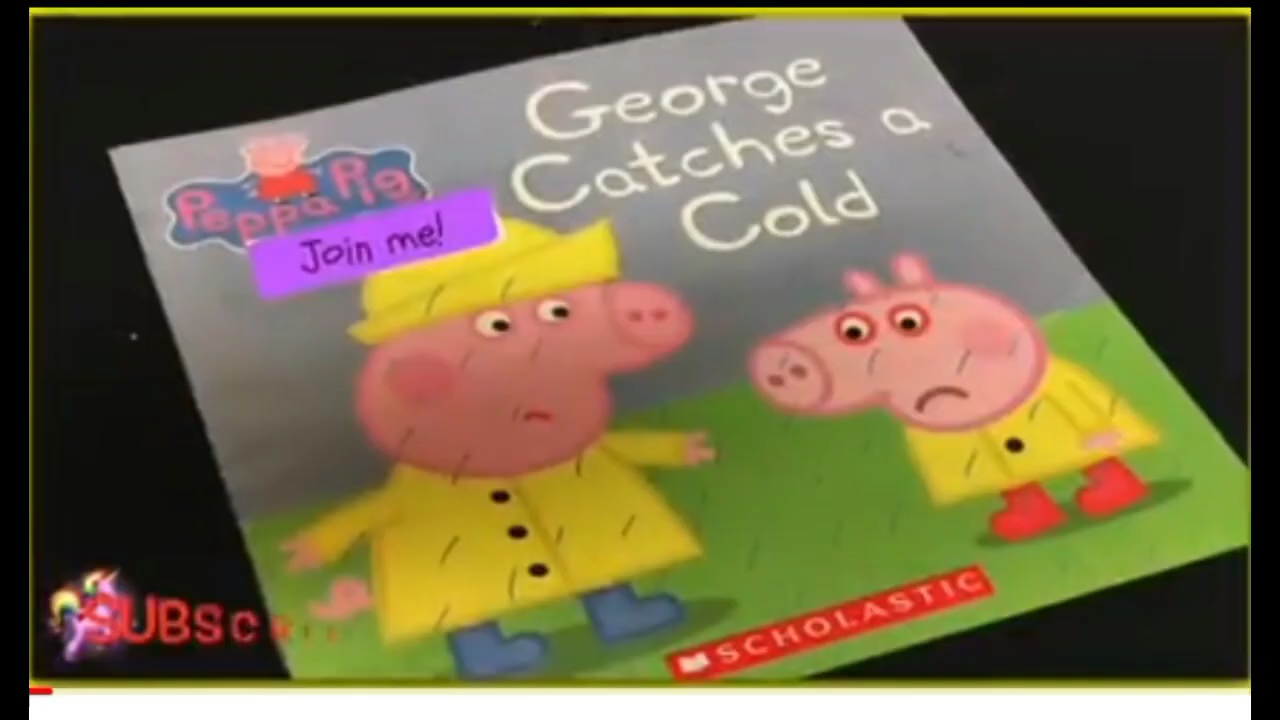 George
Catches a
Cold
Peppa Pig
Join me!
SCHOLASTIC